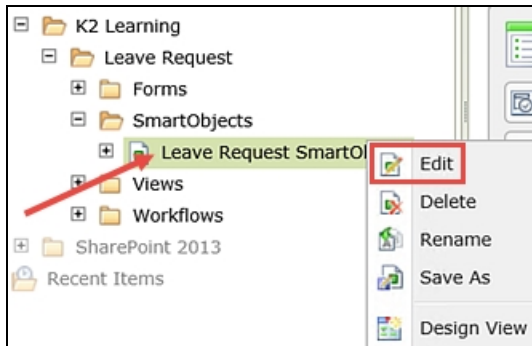 K2 Learning
Leave Request
Forms
SmartObjects
Leave Request SmartO
Edit
Views
Delete
Workflows
Rename
SharePoint 2013
Save As
Recent Items
Design View